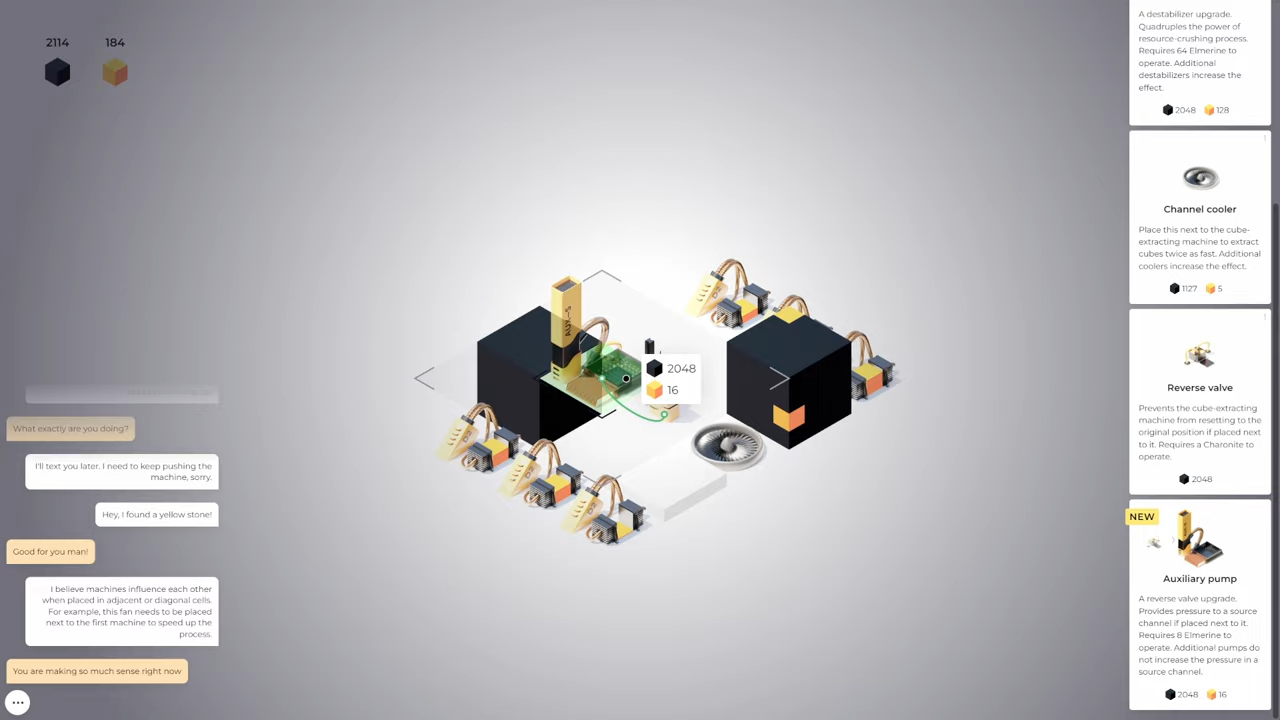 2114
184
What exactly are you doing?
I'll text you later. I need to keep pushing the
machine, sorry.
Hey, I found a yellow stone!
Good for you man!
I believe machines influence each other
when placed in adjacent or diagonal cells.
For example, this fan needs to be placed
next to the first machine to speed up the
process.
You are making so much sense right now
AUX-S
2048
16
A destabilizer upgrade.
Quadruples the power of
resource-crushing process.
Requires 64 Elmerine to
operate. Additional
destabilizers increase the
effect.
2048
128
1
Channel cooler
Place this next to the cube-
extracting machine to extract
cubes twice as fast. Additional
coolers increase the effect.
1127
5
1
Reverse valve
Prevents the cube-extracting
machine from resetting to the
original position if placed next
to it. Requires a Charonite to
operate.
2048
NEW
Auxiliary pump
A reverse valve upgrade.
Provides pressure to a source
channel if placed next to it.
Requires 8 Elmerine to
operate. Additional pumps do
not increase the pressure in a
source channel.
2048
16